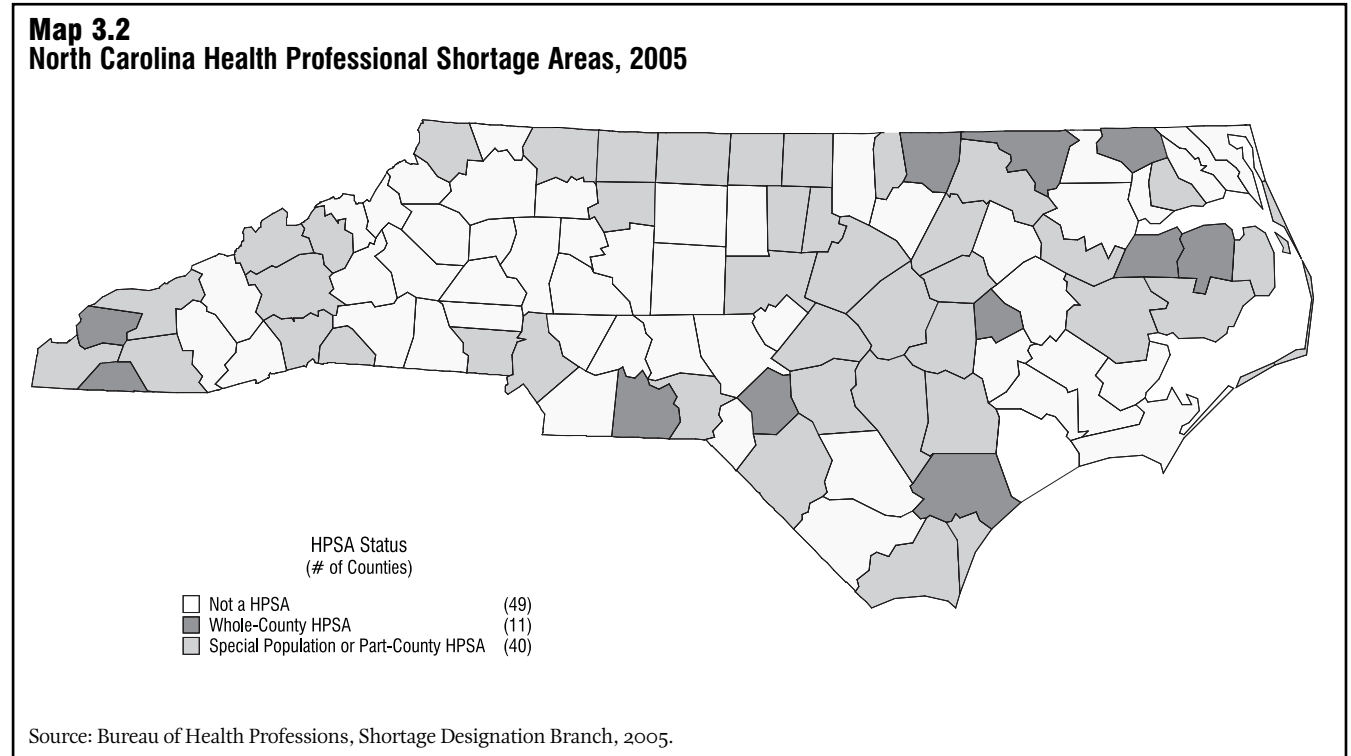 Map 3.2
North Carolina Health Professional Shortage Areas, 2005
HPSA Status
(# of Counties)
Not a HPSA (49)
Whole-County HPSA (11)
Special Population or Part-County HPSA (40)
Source: Bureau of Health Professions, Shortage Designation Branch, 2005.